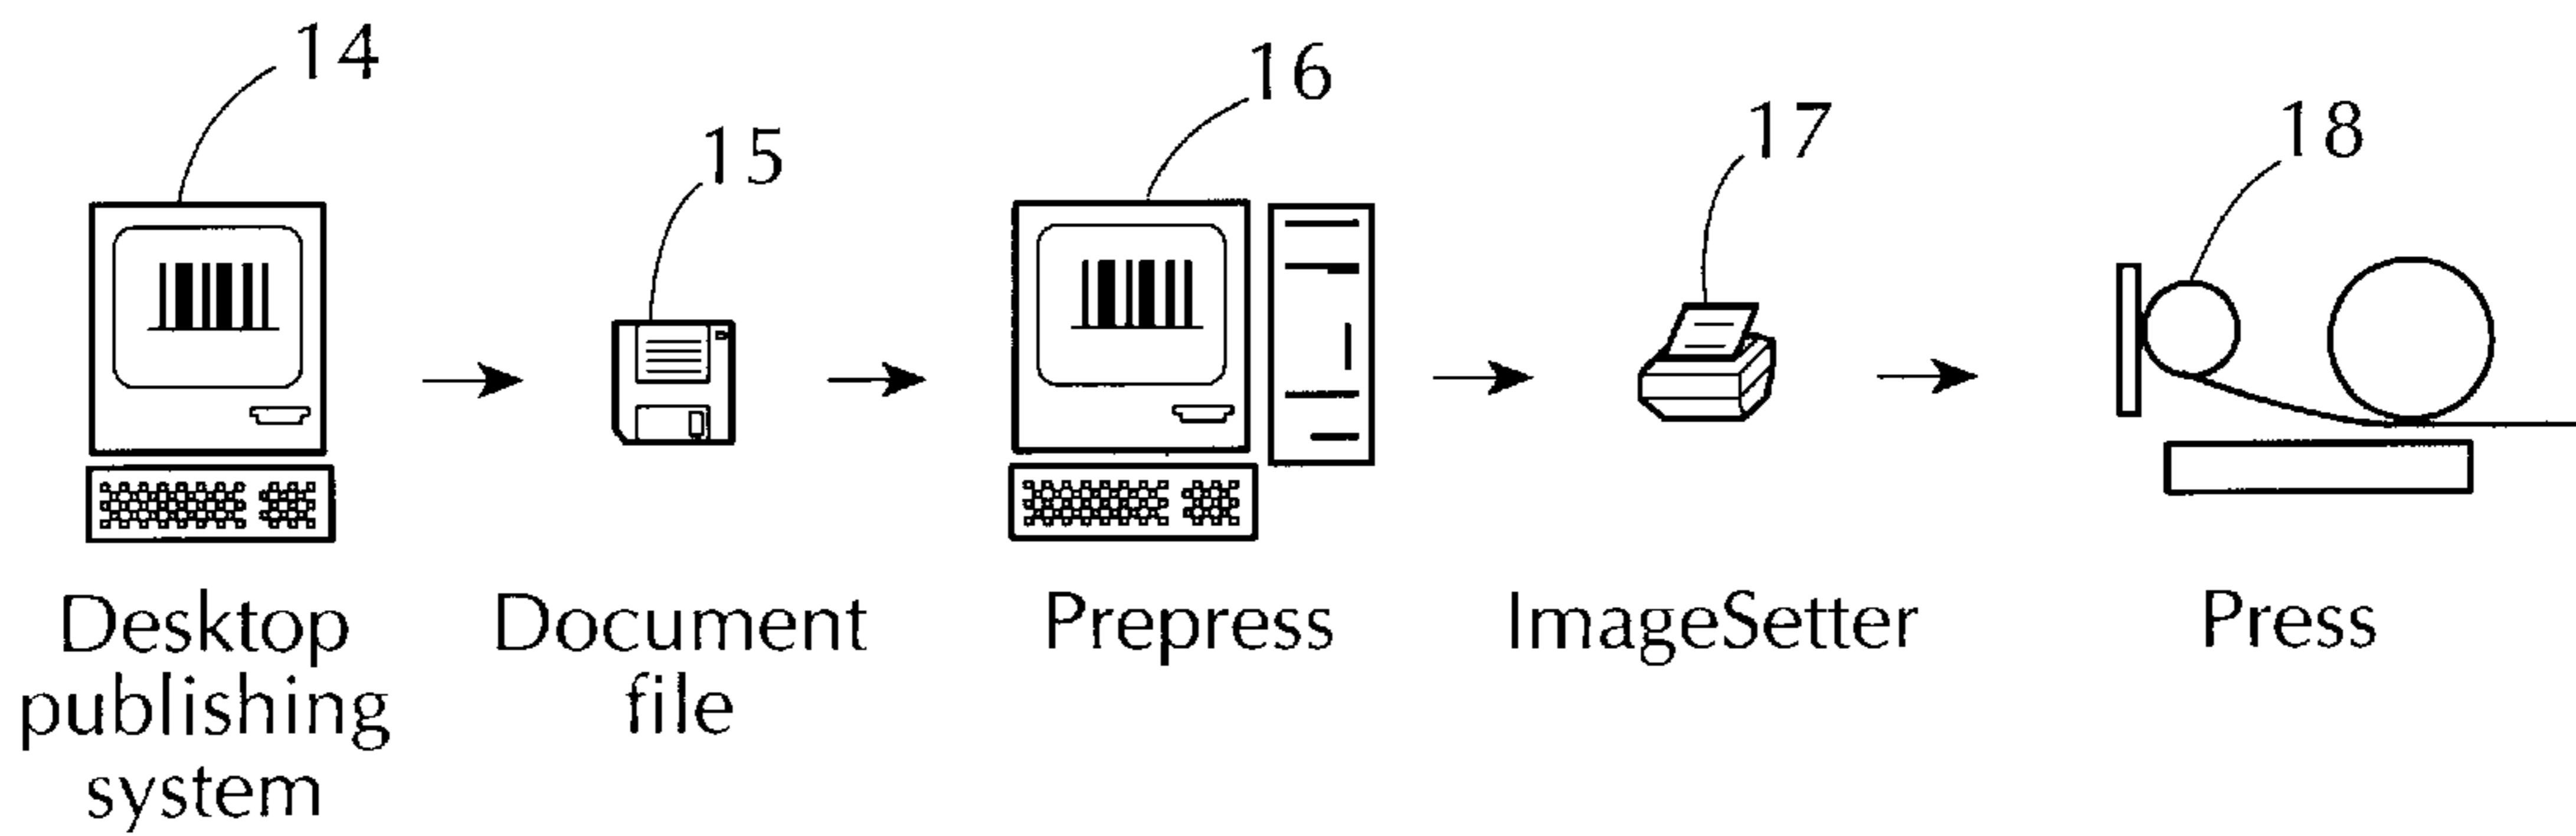 14
15
16
17
18
Desktop
publishing
system
Document
file
Prepress
ImageSetter
Press